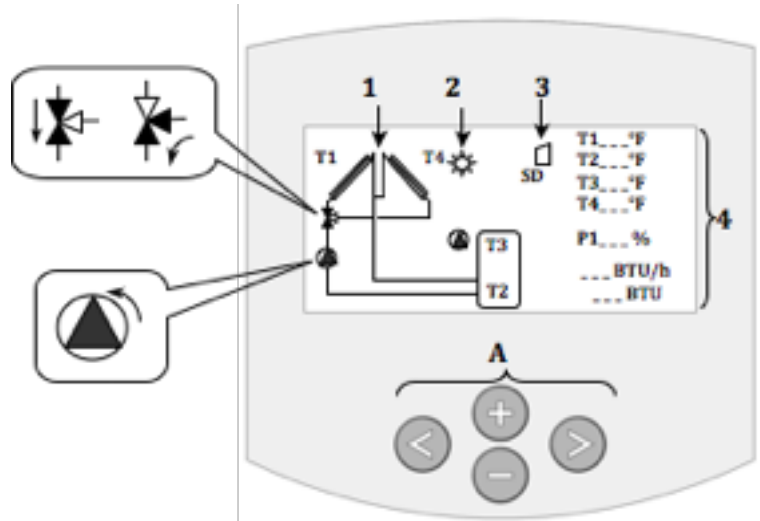 1
2
3
T1
T4
SD
T1___°F
T2___°F
T3___°F
T4___°F
4
P1___%
T3
___BTU/h
T2
___BTU
A
<
+
>
−